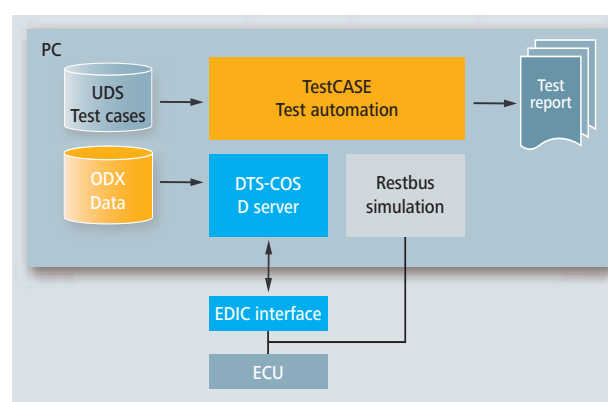 PC
UDS
Test cases
TestCASE
Test automation
Test
report
ODX
Data
DTS-COS
D server
Restbus
simulation
EDIC interface
ECU